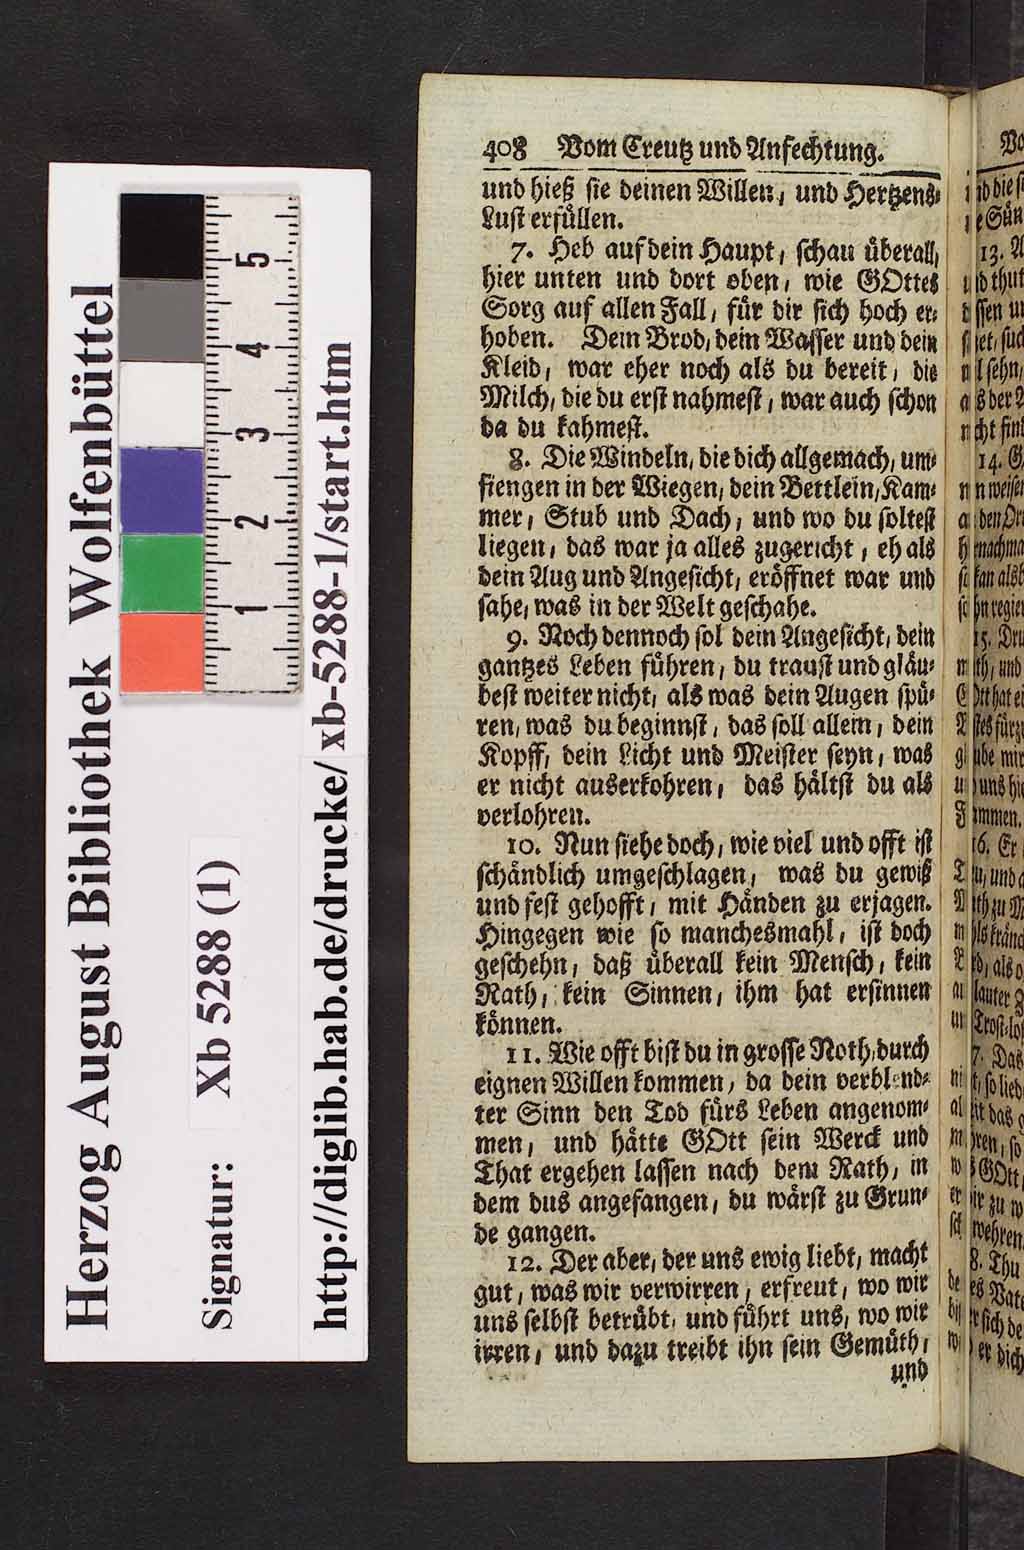 Herzog August Bibliothek Wolfenbüttel
Signatur: Xb 5288 (1)
http://diglib.hab.de/drucke/ xb-5288-1/start.htm
1 2 3 4 5
408 Vom Creutz und Anfechtung.
und hieß sie deinen Willen, und Hertzens-
Lust erfüllen.
7. Heb auf dein Haupt, schau überall,
hier unten und dort oben, wie GOttes
Sorg auf allen Fall, für dir sich hoch er-
hoben. Dein Brod, dein Wasser und dein
Kleid, war eher noch als du bereit, die
Milch, die du erst nahmest, war auch schon
da du kahmest.
8. Die Windeln, die dich allgemach, um-
fiengen in der Wiegen, dein Bettlein, Kam-
mer, Stub und Dach, und wo du soltest
liegen, das war ja alles zugericht, eh als
dein Aug und Angesicht, eröffnet war und
sahe, was in der Welt geschahe.
9. Noch dennoch sol dein Angesicht, dein
gantzes Leben führen, du traust und gläu-
best weiter nicht, als was dein Augen spü-
ren, was du beginnst, das soll allein, dein
Kopff, dein Licht und Meister seyn, was
er nicht auserkohren, das hältst du als
verlohren.
10. Nun siehe doch, wie viel und offt ist
schändlich umgeschlagen, was du gewiß
und fest gehofft, mit Händen zu erjagen.
Hingegen wie so manchesmahl, ist doch
geschehn, daß überall kein Mensch, kein
Rath, kein Sinnen, ihm hat ersinnen
können.
11. Wie offt bist du in grosse Noth, durch
eignen Willen kommen, da dein verblend-
ter Sinn den Tod fürs Leben angenom-
men, und hätte GOtt sein Werck und
That ergehen lassen nach dem Rath, in
dem dus angefangen, du wärst zu Grun-
de gangen.
12. Der aber, der uns ewig liebt, macht
gut, was wir verwirren, erfreut, wo wir
uns selbst betrübt, und führt uns, wo wir
irren, und dazu treibt ihn sein Gemüth,
und